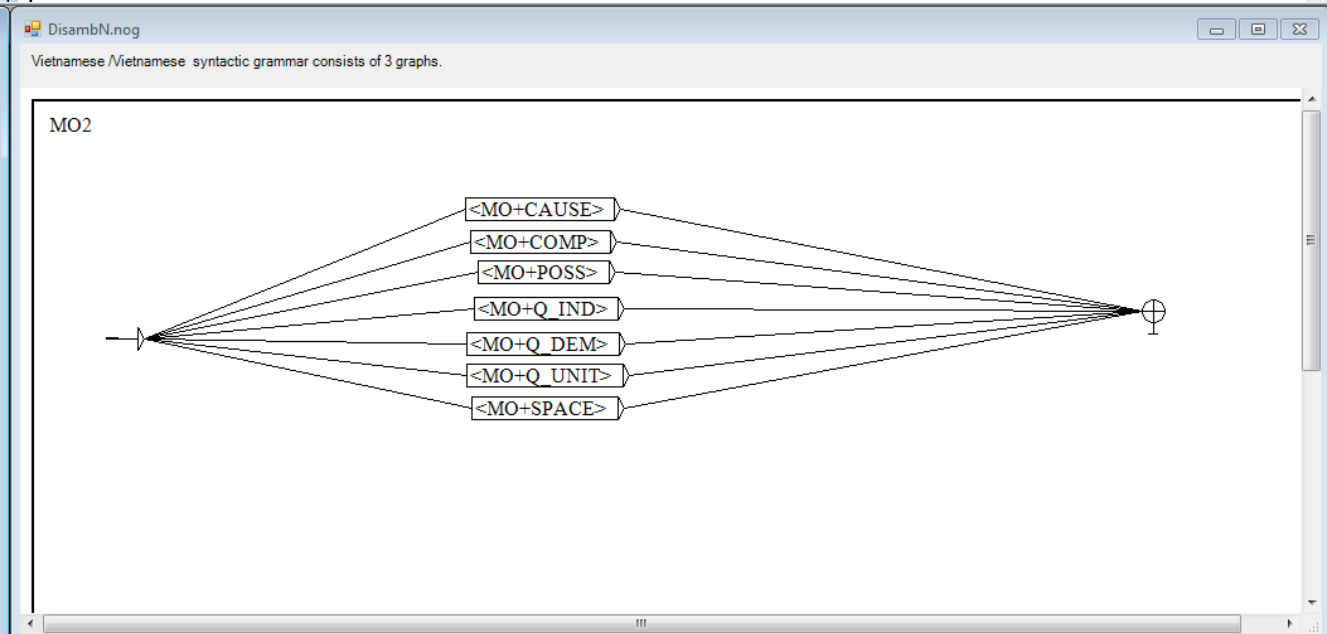 DisambN.nog
Vietnamese /Vietnamese syntactic grammar consists of 3 graphs.
MO2
<MO+CAUSE>
<MO+COMP>
<MO+POSS>
<MO+Q_IND>
<MO+Q_DEM>
<MO+Q_UNIT>
<MO+SPACE>